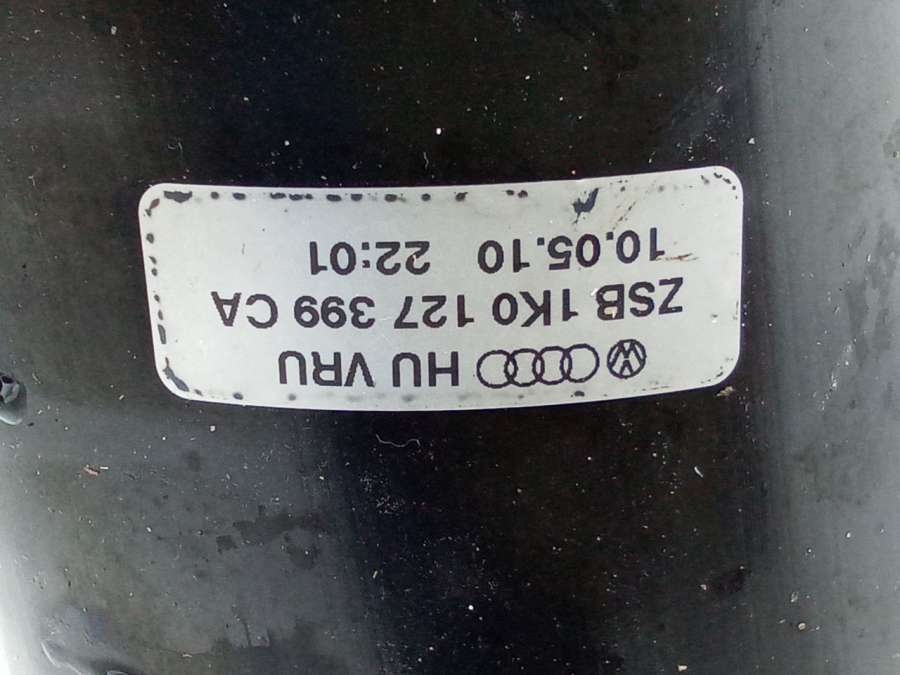 HU VRU
ZSB 1K0 127 399 CA
10.05.10 22:01